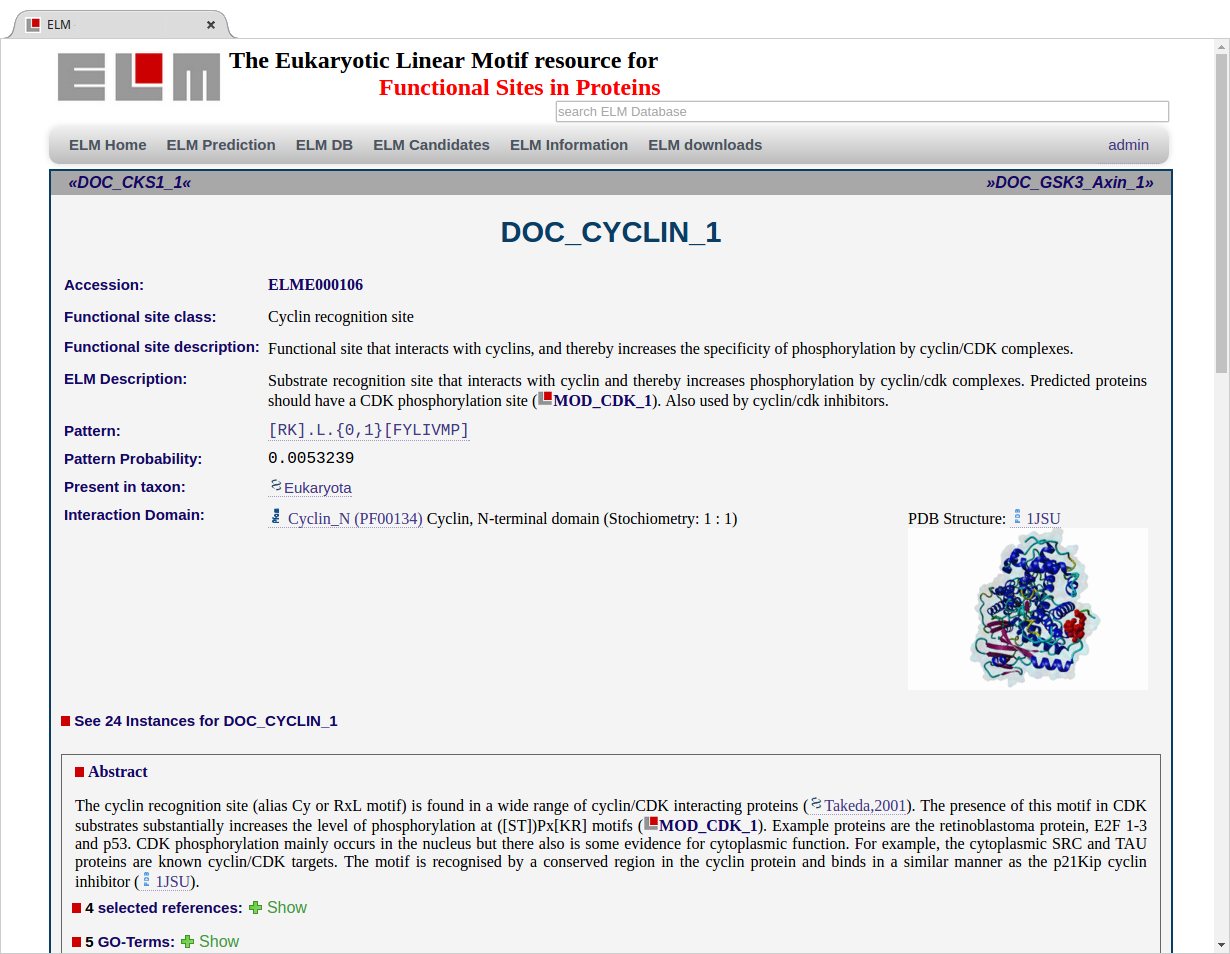 ELM
ELM The Eukaryotic Linear Motif resource for
Functional Sites in Proteins
search ELM Database
ELM Home ELM Prediction ELM DB ELM Candidates ELM Information ELM downloads admin
«DOC_CKS1_1« »DOC_GSK3_Axin_1»
DOC_CYCLIN_1
Accession: ELME000106
Functional site class: Cyclin recognition site
Functional site description: Functional site that interacts with cyclins, and thereby increases the specificity of phosphorylation by cyclin/CDK complexes.
ELM Description: Substrate recognition site that interacts with cyclin and thereby increases phosphorylation by cyclin/cdk complexes. Predicted proteins
should have a CDK phosphorylation site (MOD_CDK_1). Also used by cyclin/cdk inhibitors.
Pattern: [RK].L.{0,1}[FYLIVMP]
Pattern Probability: 0.0053239
Present in taxon: Eukaryota
Interaction Domain: Cyclin_N (PF00134) Cyclin, N-terminal domain (Stochiometry: 1 : 1) PDB Structure: 1JSU
See 24 Instances for DOC_CYCLIN_1
Abstract
The cyclin recognition site (alias Cy or RxL motif) is found in a wide range of cyclin/CDK interacting proteins (Takeda,2001). The presence of this motif in CDK
substrates substantially increases the level of phosphorylation at ([ST])Px[KR] motifs (MOD_CDK_1). Example proteins are the retinoblastoma protein, E2F 1-3
and p53. CDK phosphorylation mainly occurs in the nucleus but there also is some evidence for cytoplasmic function. For example, the cytoplasmic SRC and TAU
proteins are known cyclin/CDK targets. The motif is recognised by a conserved region in the cyclin protein and binds in a similar manner as the p21Kip cyclin
inhibitor (1JSU).
4 selected references: Show
5 GO-Terms: Show